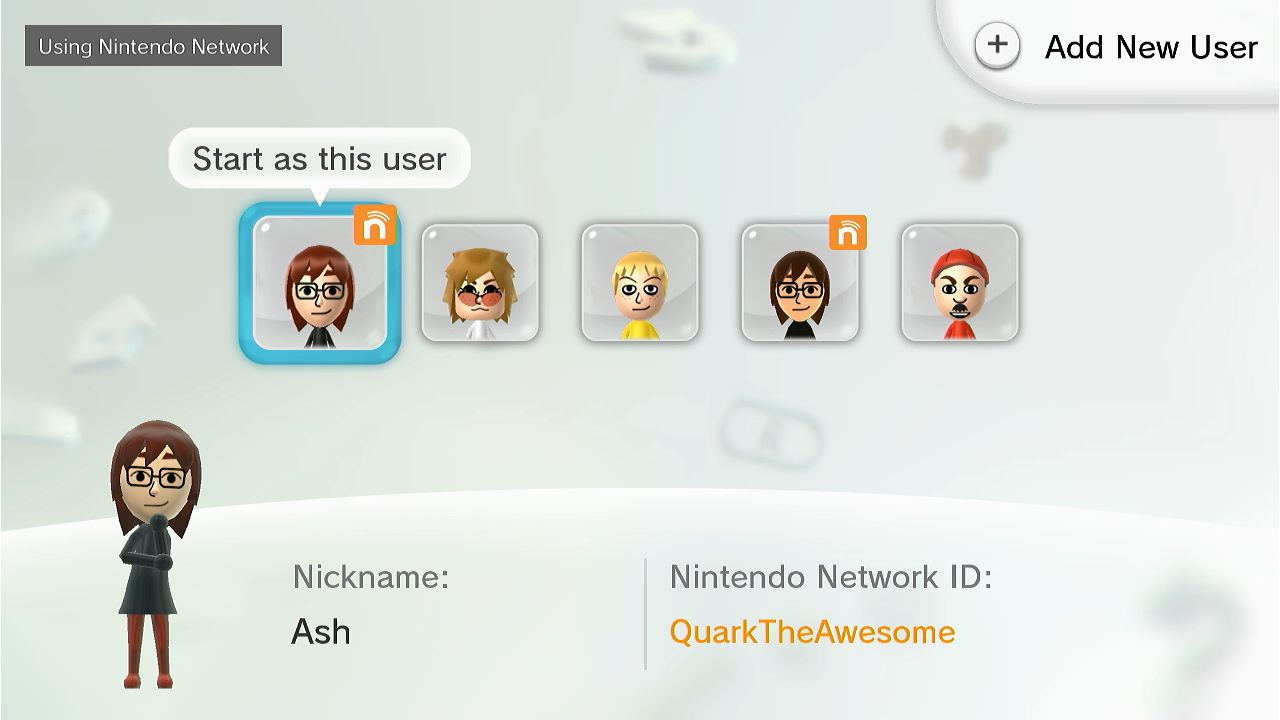 Using Nintendo Network
Add New User
Start as this user
Nickname:
Ash
Nintendo Network ID:
QuarkTheAwesome